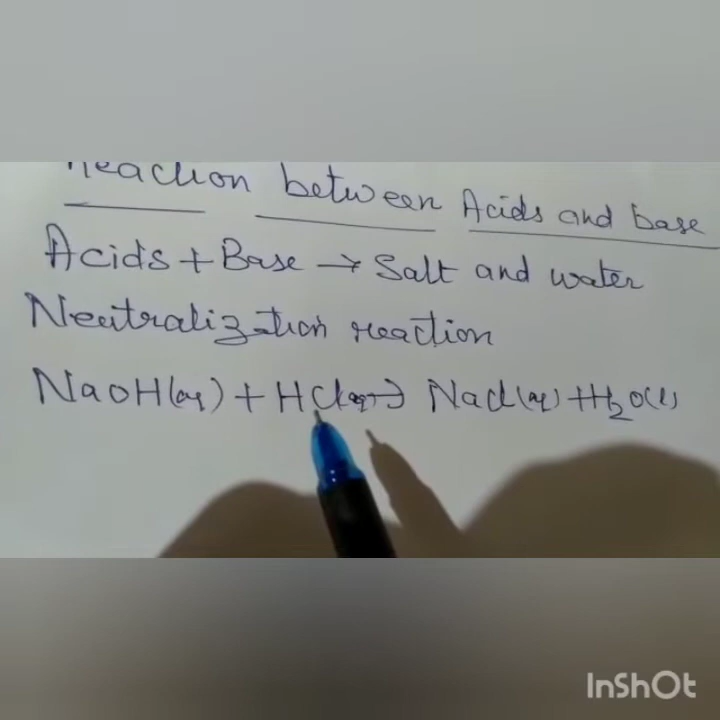 Reaction between Acids and base
Acids + Base → Salt and water
Neutralization reaction
NaOH(aq) + HCl(aq) → NaCl(aq) + H₂O(l)
InShOt